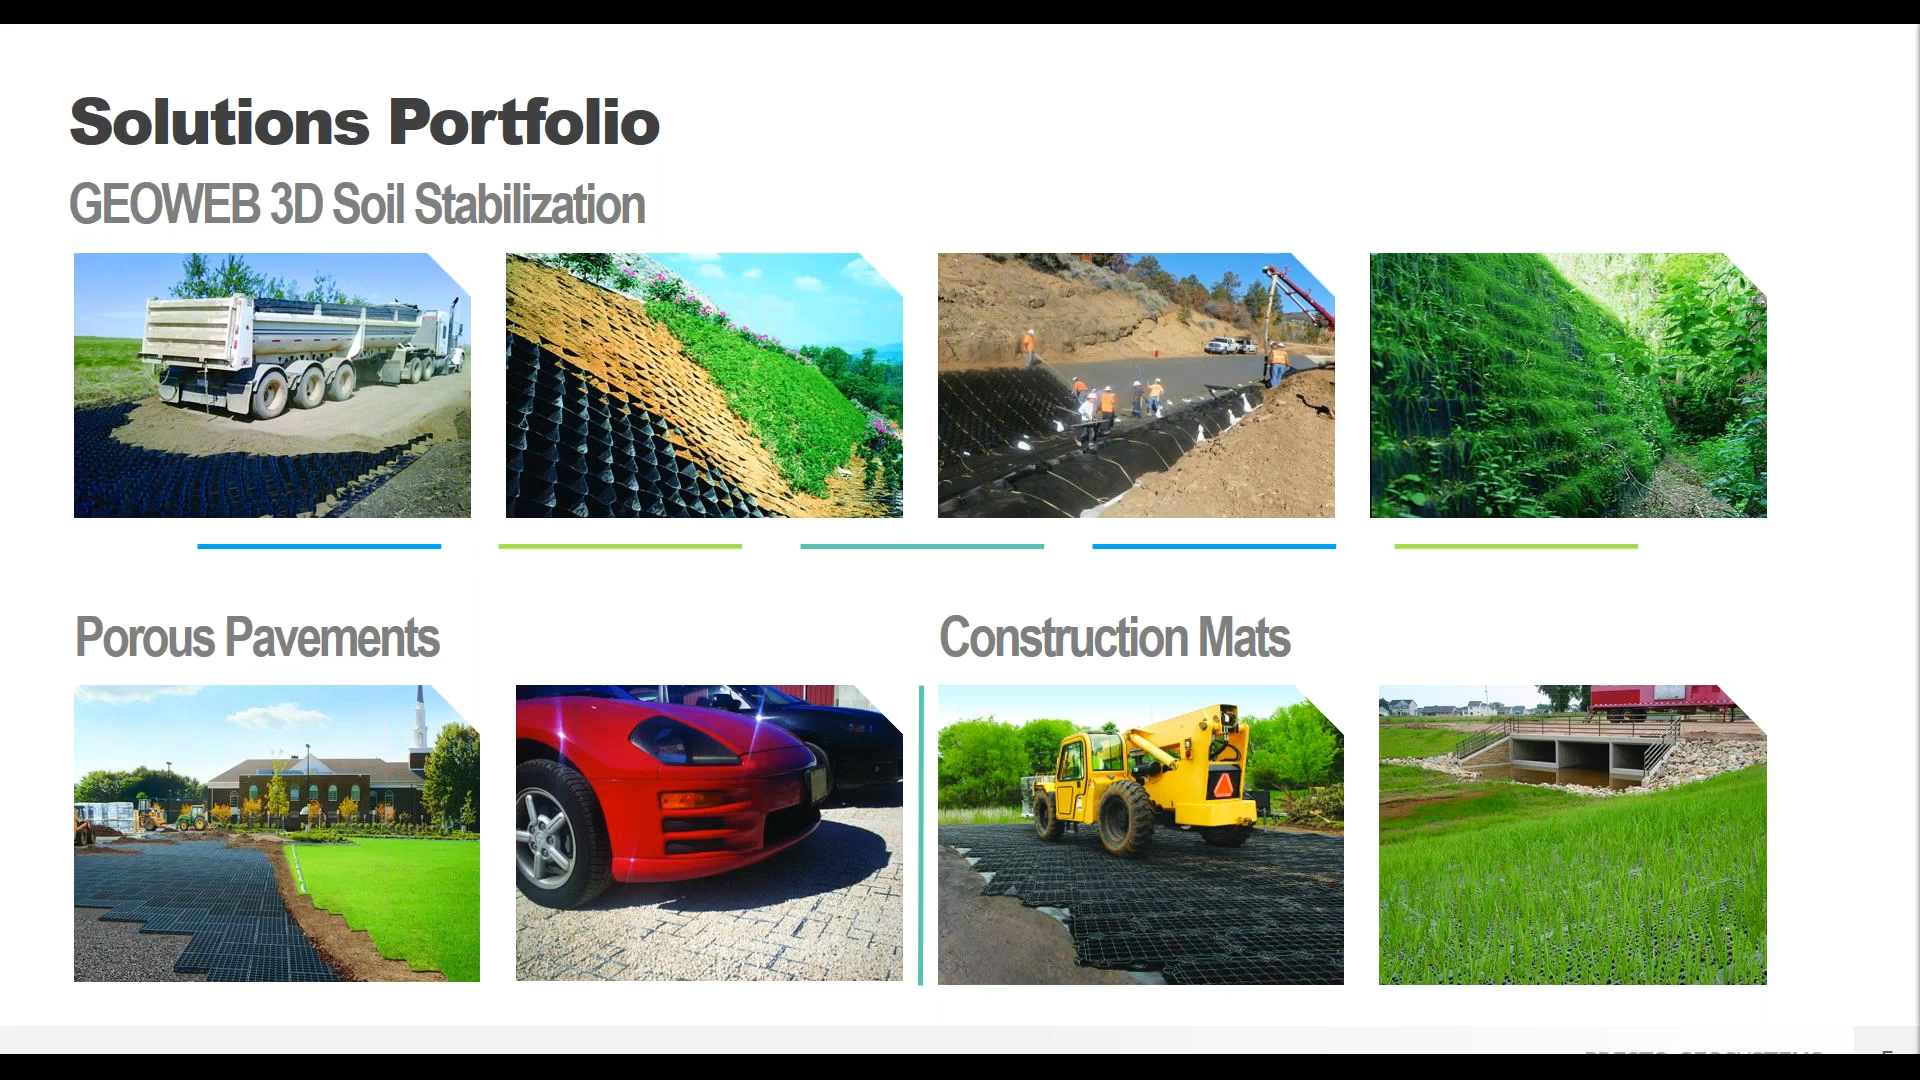 Solutions Portfolio
GEOWEB 3D Soil Stabilization
Porous Pavements
Construction Mats